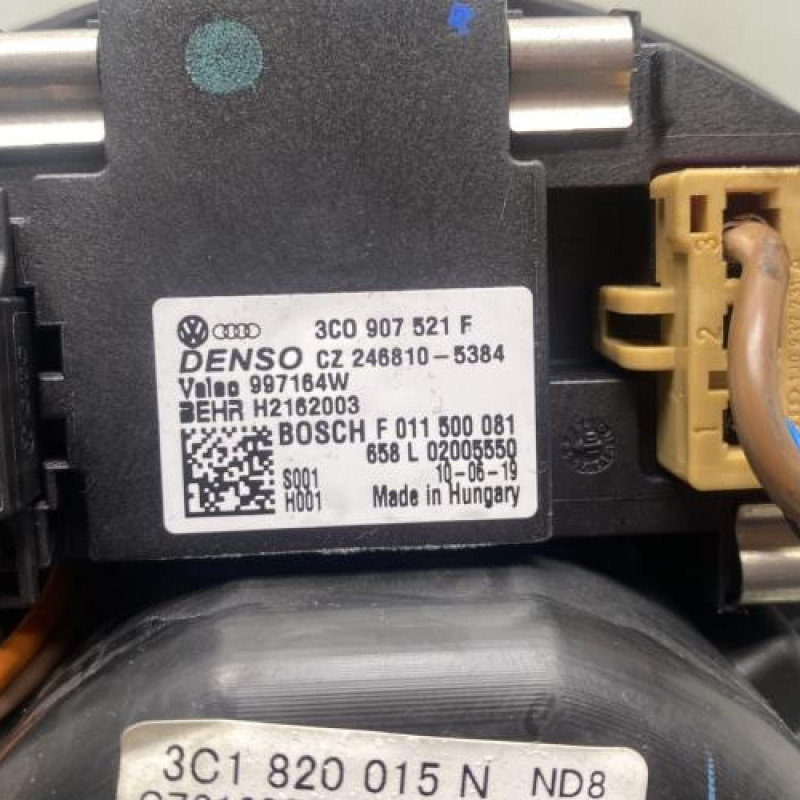 3C0 907 521 F
DENSO CZ 246810-5384
Valeo 997164W
BEHR H2162003
BOSCH F 011 500 081
658 L 02005550
S001 10-06-19
H001 Made in Hungary
3
2
1
3C1 820 015 N ND8